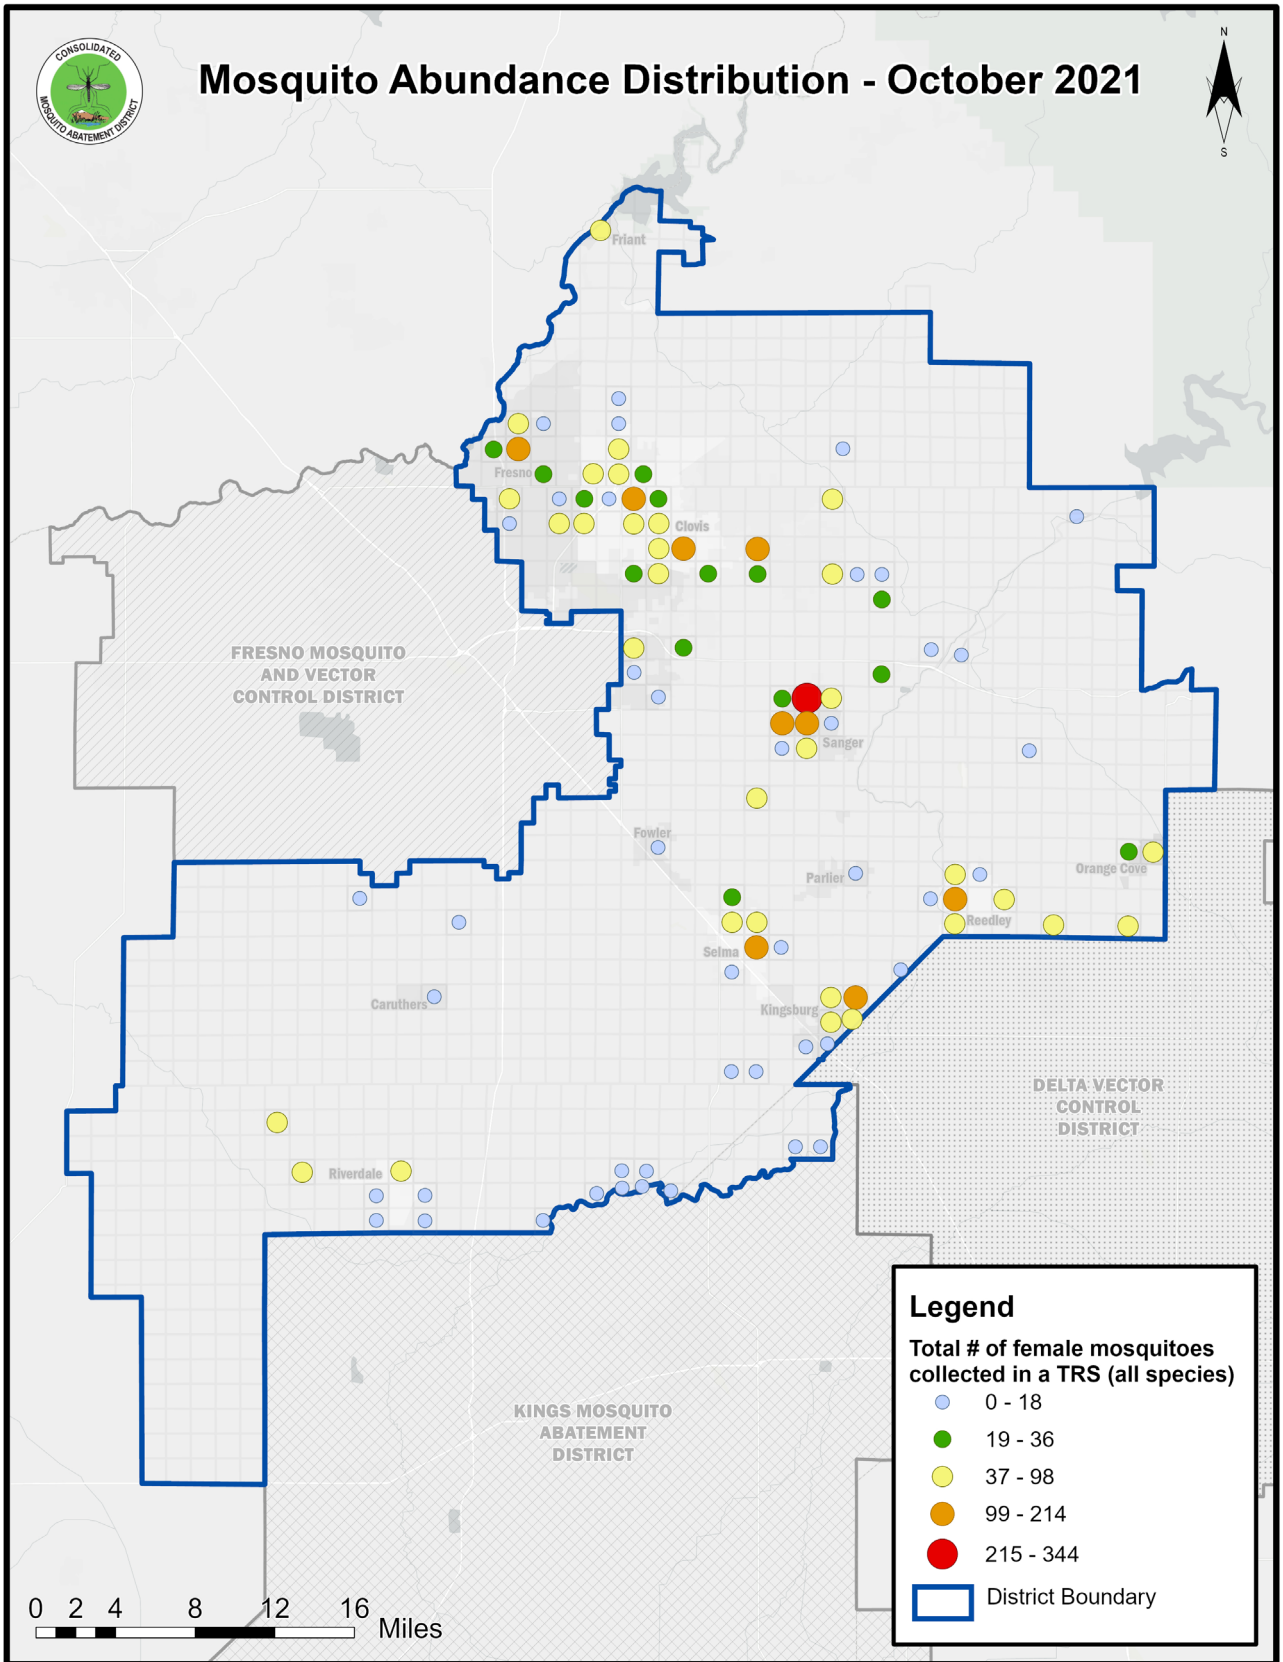 CONSOLIDATED
MOSQUITO ABATEMENT DISTRICT
Mosquito Abundance Distribution - October 2021
N
S
Friant
Fresno
Clovis
FRESNO MOSQUITO
AND VECTOR
CONTROL DISTRICT
Sanger
Fowler
Parlier
Orange Cove
Reedley
Selma
Caruthers
Kingsburg
DELTA VECTOR
CONTROL
DISTRICT
Riverdale
KINGS MOSQUITO
ABATEMENT
DISTRICT
Legend
Total # of female mosquitoes
collected in a TRS (all species)
0 - 18
19 - 36
37 - 98
99 - 214
215 - 344
District Boundary
0 2 4 8 12 16
Miles